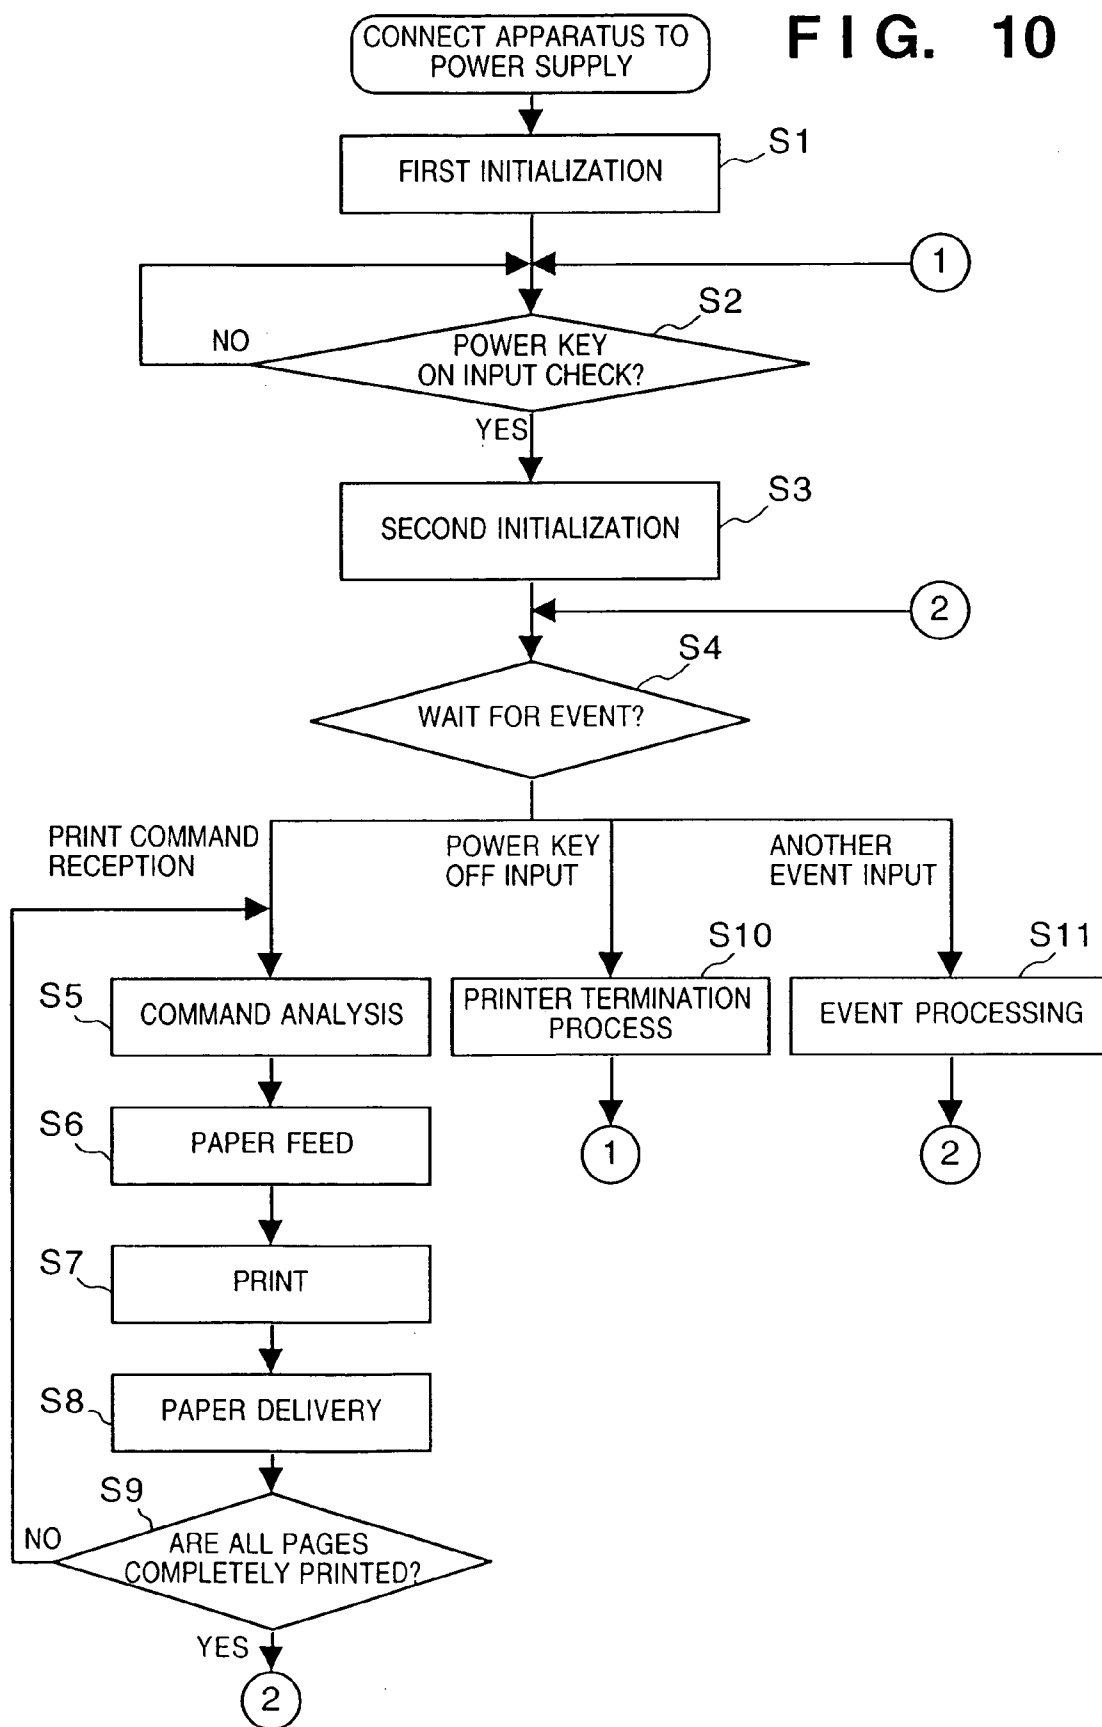 CONNECT APPARATUS TO
POWER SUPPLY
FIG. 10
S1
FIRST INITIALIZATION
1
S2
NO
POWER KEY
ON INPUT CHECK?
YES
S3
SECOND INITIALIZATION
2
S4
WAIT FOR EVENT?
PRINT COMMAND
RECEPTION
POWER KEY
OFF INPUT
ANOTHER
EVENT INPUT
S5
COMMAND ANALYSIS
S10
PRINTER TERMINATION
PROCESS
S11
EVENT PROCESSING
S6
PAPER FEED
1
2
S7
PRINT
S8
PAPER DELIVERY
S9
NO
ARE ALL PAGES
COMPLETELY PRINTED?
YES
2